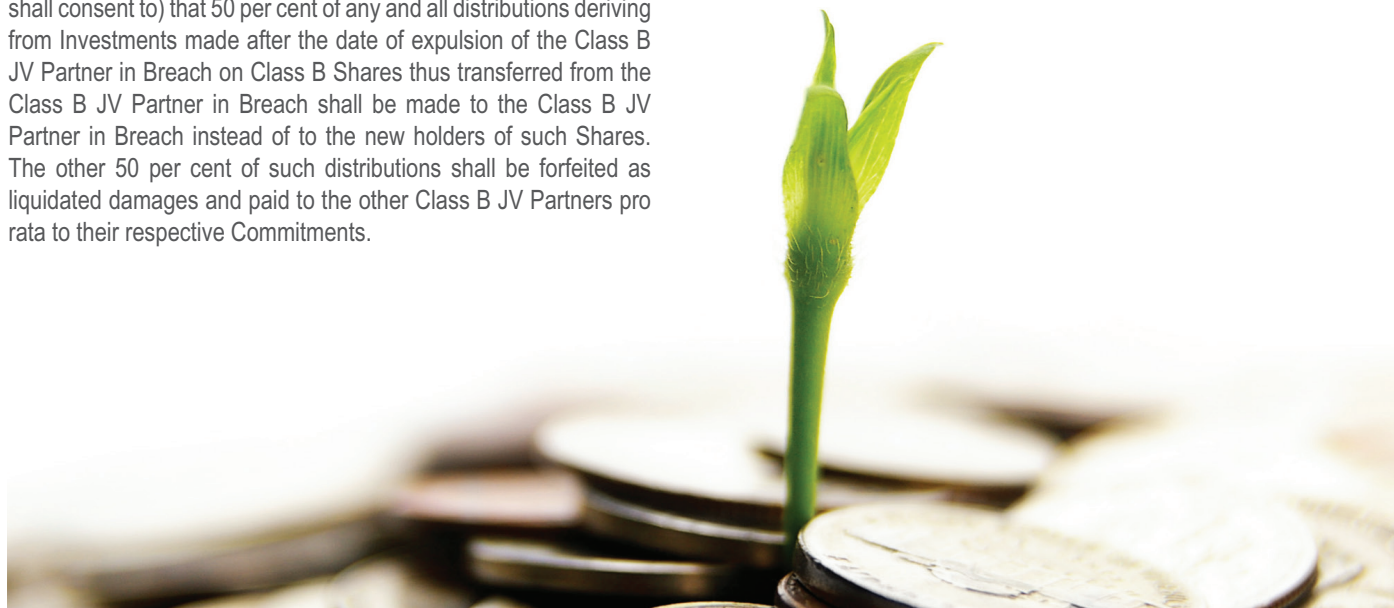 shall consent to) that 50 per cent of any and all distributions deriving
from Investments made after the date of expulsion of the Class B
JV Partner in Breach on Class B Shares thus transferred from the
Class B JV Partner in Breach shall be made to the Class B JV
Partner in Breach instead of to the new holders of such Shares.
The other 50 per cent of such distributions shall be forfeited as
liquidated damages and paid to the other Class B JV Partners pro
rata to their respective Commitments.